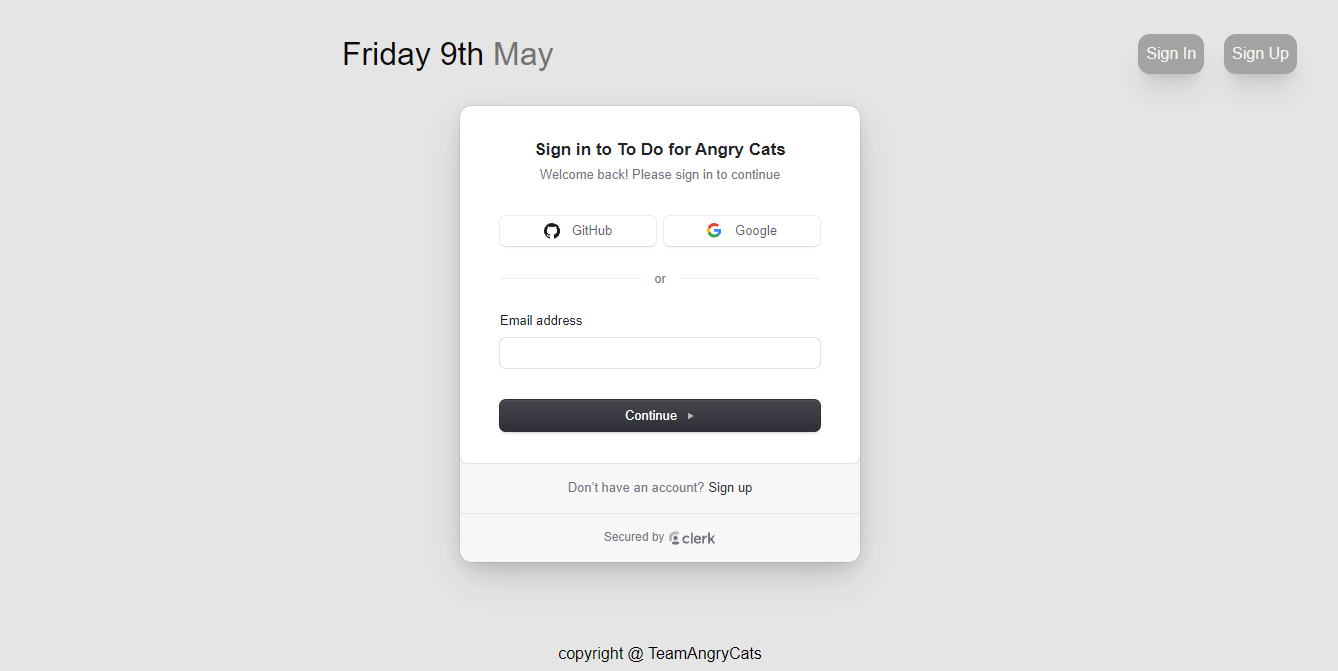 Friday 9th May
Sign In
Sign Up
Sign in to To Do for Angry Cats
Welcome back! Please sign in to continue
GitHub
Google
or
Email address
Continue
Don't have an account? Sign up
Secured by clerk
copyright @ TeamAngryCats